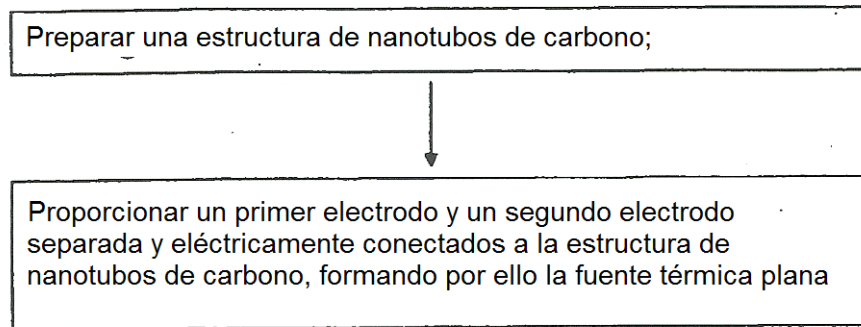 Preparar una estructura de nanotubos de carbono;
Proporcionar un primer electrodo y un segundo electrodo
separada y eléctricamente conectados a la estructura de
nanotubos de carbono, formando por ello la fuente térmica plana